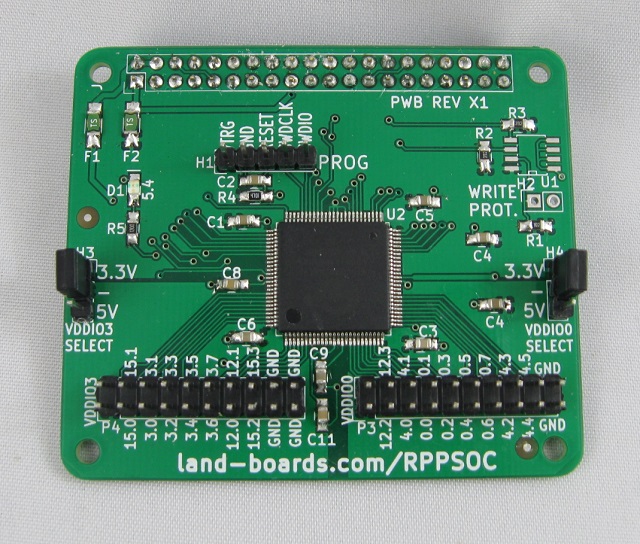 PWB REV X1
R3
F1
F2
R2
H1
VTRG
GND
RESET
SWDCLK
SWDIO
PROG
H2
U1
D1
5.4
C2
R4
WRITE
PROT.
R5
C1
U2
C5
R1
H3
C4
H4
3.3V
C8
3.3V
5V
C4
5V
VDDIO3
SELECT
C6
C3
VDDIO0
SELECT
15.1 3.1 3.3 3.5 3.7 12.1 15.3 GND GND
C9
12.3 4.1 0.1 0.3 0.5 0.7 4.3 4.5 GND
VDDIO3
VDDIO0
P4
15.0 3.0 3.2 3.4 3.6 12.0 15.2 GND GND
C11
P3
12.2 4.0 0.0 0.2 0.4 0.6 4.2 4.4 GND
land-boards.com/RPPSOC